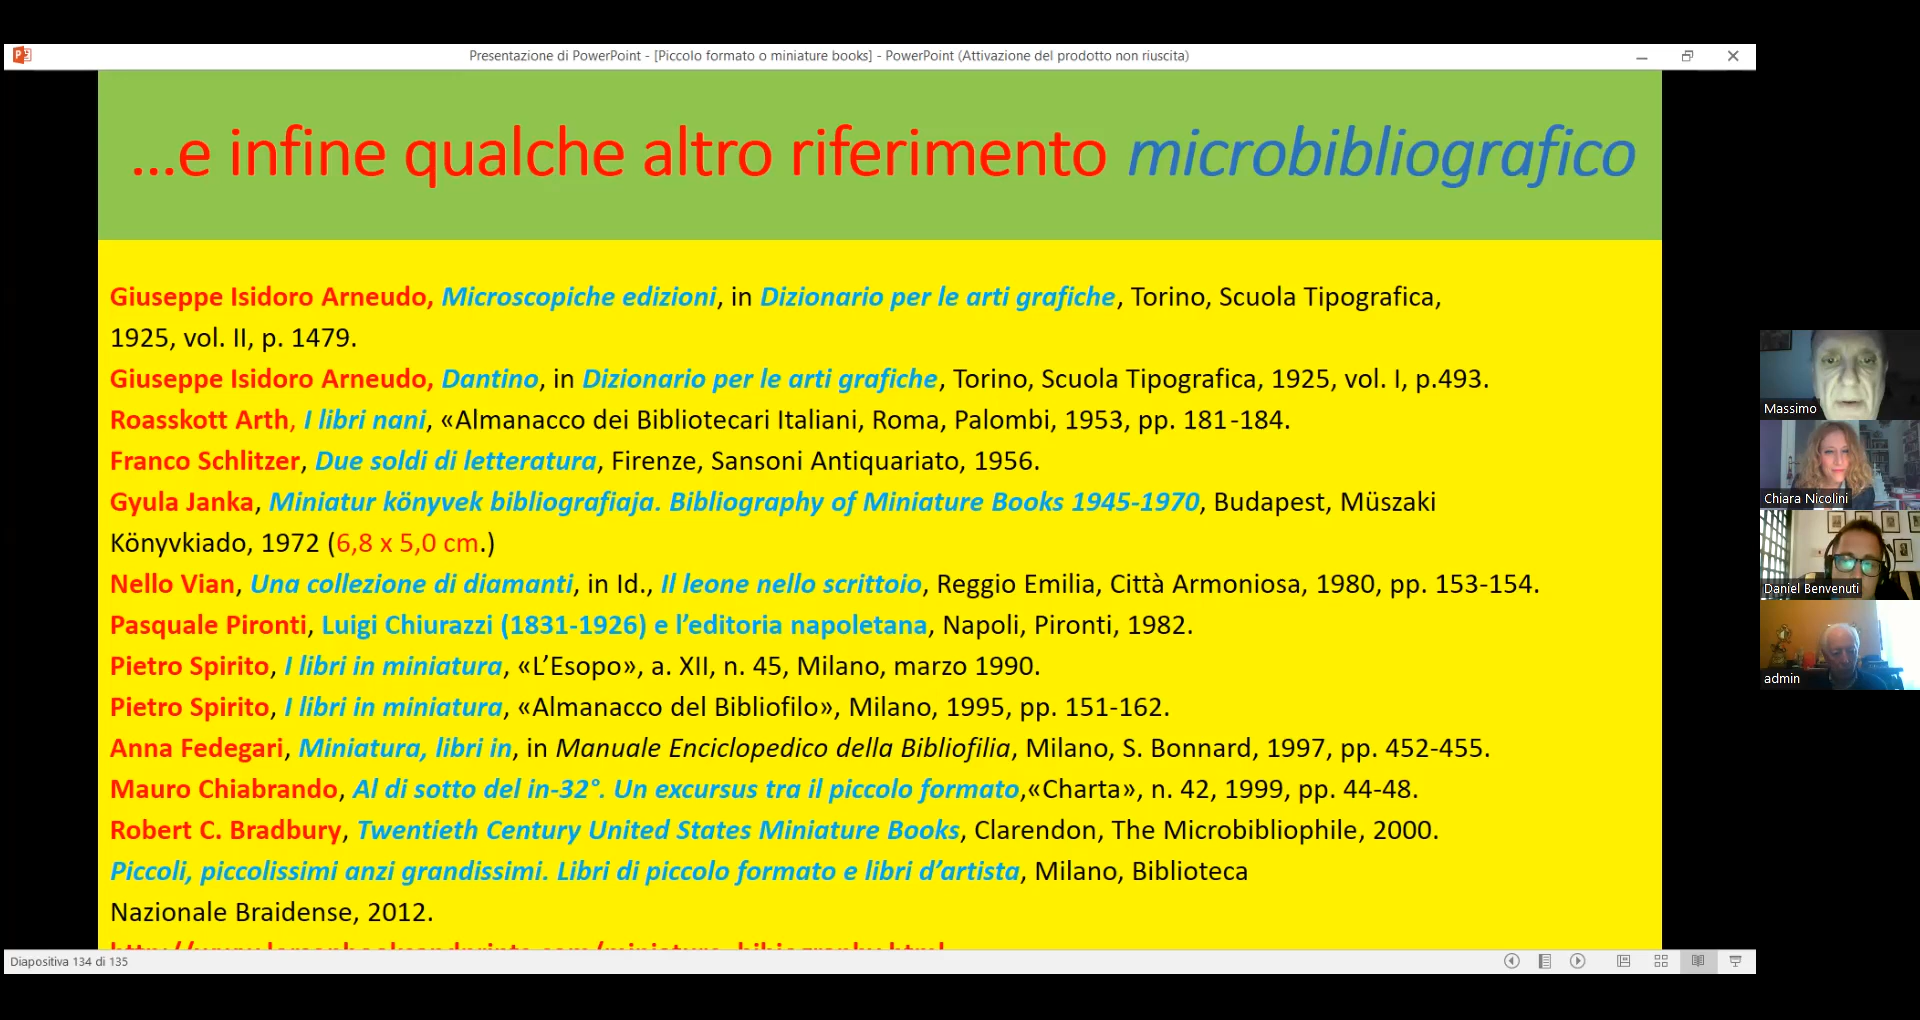 Presentazione di PowerPoint - [Piccolo formato o miniature books] - PowerPoint (Attivazione del prodotto non riuscita)
...e infine qualche altro riferimento microbibliografico
Giuseppe Isidoro Arneudo, Microscopiche edizioni, in Dizionario per le arti grafiche, Torino, Scuola Tipografica,
1925, vol. II, p. 1479.
Giuseppe Isidoro Arneudo, Dantino, in Dizionario per le arti grafiche, Torino, Scuola Tipografica, 1925, vol. I, p.493.
Roasskott Arth, I libri nani, «Almanacco dei Bibliotecari Italiani, Roma, Palombi, 1953, pp. 181-184.
Franco Schlitzer, Due soldi di letteratura, Firenze, Sansoni Antiquariato, 1956.
Gyula Janka, Miniatur könyvek bibliografiaja. Bibliography of Miniature Books 1945-1970, Budapest, Müszaki
Könyvkiado, 1972 (6,8 x 5,0 cm.)
Nello Vian, Una collezione di diamanti, in Id., Il leone nello scrittoio, Reggio Emilia, Città Armoniosa, 1980, pp. 153-154.
Pasquale Pironti, Luigi Chiurazzi (1831-1926) e l’editoria napoletana, Napoli, Pironti, 1982.
Pietro Spirito, I libri in miniatura, «L’Esopo», a. XII, n. 45, Milano, marzo 1990.
Pietro Spirito, I libri in miniatura, «Almanacco del Bibliofilo», Milano, 1995, pp. 151-162.
Anna Fedegari, Miniatura, libri in, in Manuale Enciclopedico della Bibliofilia, Milano, S. Bonnard, 1997, pp. 452-455.
Mauro Chiabrando, Al di sotto del in-32°. Un excursus tra il piccolo formato,«Charta», n. 42, 1999, pp. 44-48.
Robert C. Bradbury, Twentieth Century United States Miniature Books, Clarendon, The Microbibliophile, 2000.
Piccoli, piccolissimi anzi grandissimi. Libri di piccolo formato e libri d’artista, Milano, Biblioteca
Nazionale Braidense, 2012.
Diapositiva 134 di 135
Massimo
Chiara Nicolini
Daniel Benvenuti
admin